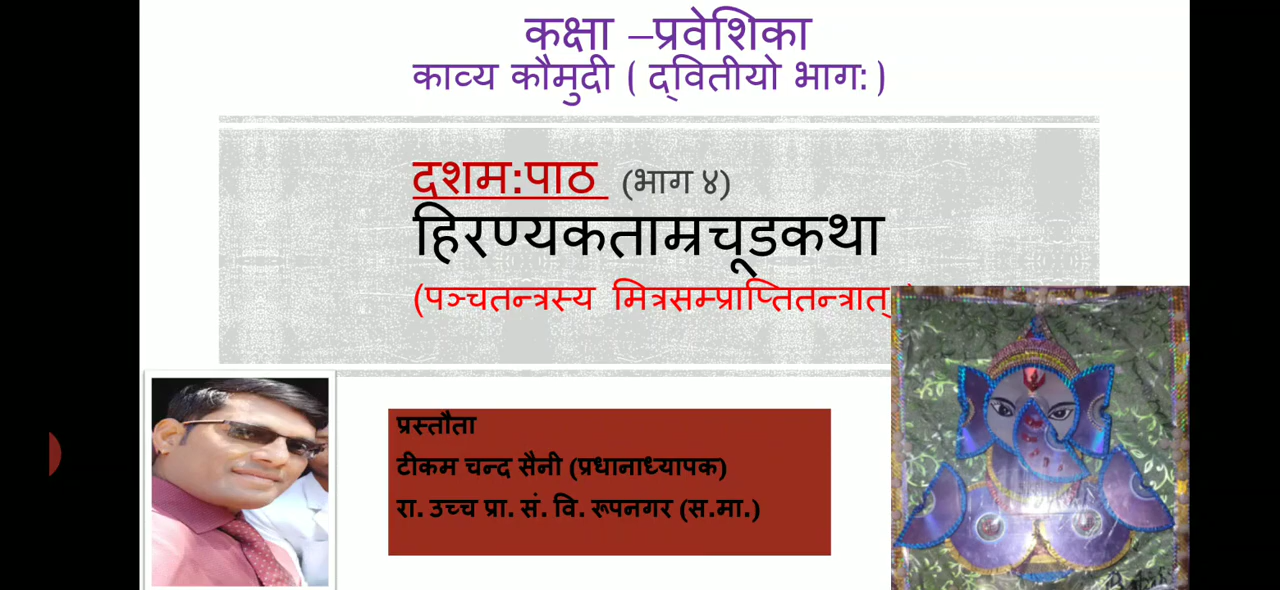 कक्षा –प्रवेशिका
काव्य कौमुदी ( द्वितीयो भाग: )
दशम:पाठ (भाग ४)
हिरण्यकताम्रचूडकथा
(पञ्चतन्त्रस्य मित्रसम्प्राप्तितन्त्रात्
प्रस्तौता
टीकम चन्द सैनी (प्रधानाध्यापक)
रा. उच्च प्रा. सं. वि. रूपनगर (स.मा.)